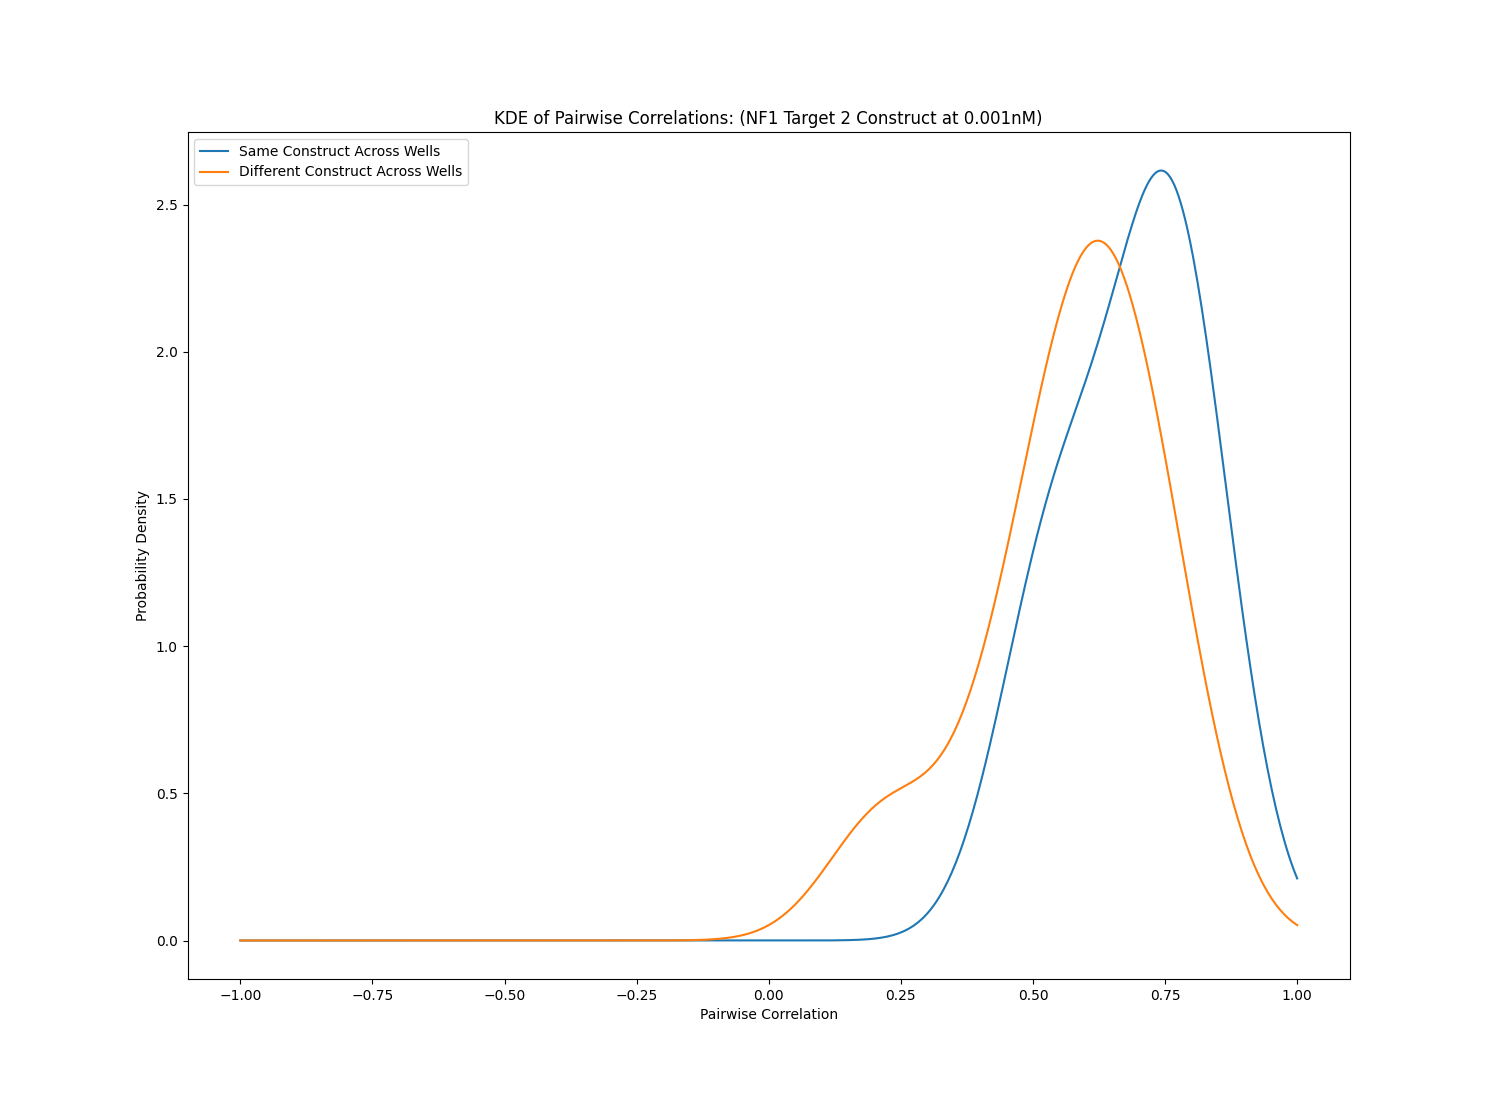 KDE of Pairwise Correlations: (NF1 Target 2 Construct at 0.001nM)
Same Construct Across Wells
Different Construct Across Wells
2.5
2.0
1.5
1.0
0.5
0.0
Probability Density
−1.00 −0.75 −0.50 −0.25 0.00 0.25 0.50 0.75 1.00
Pairwise Correlation